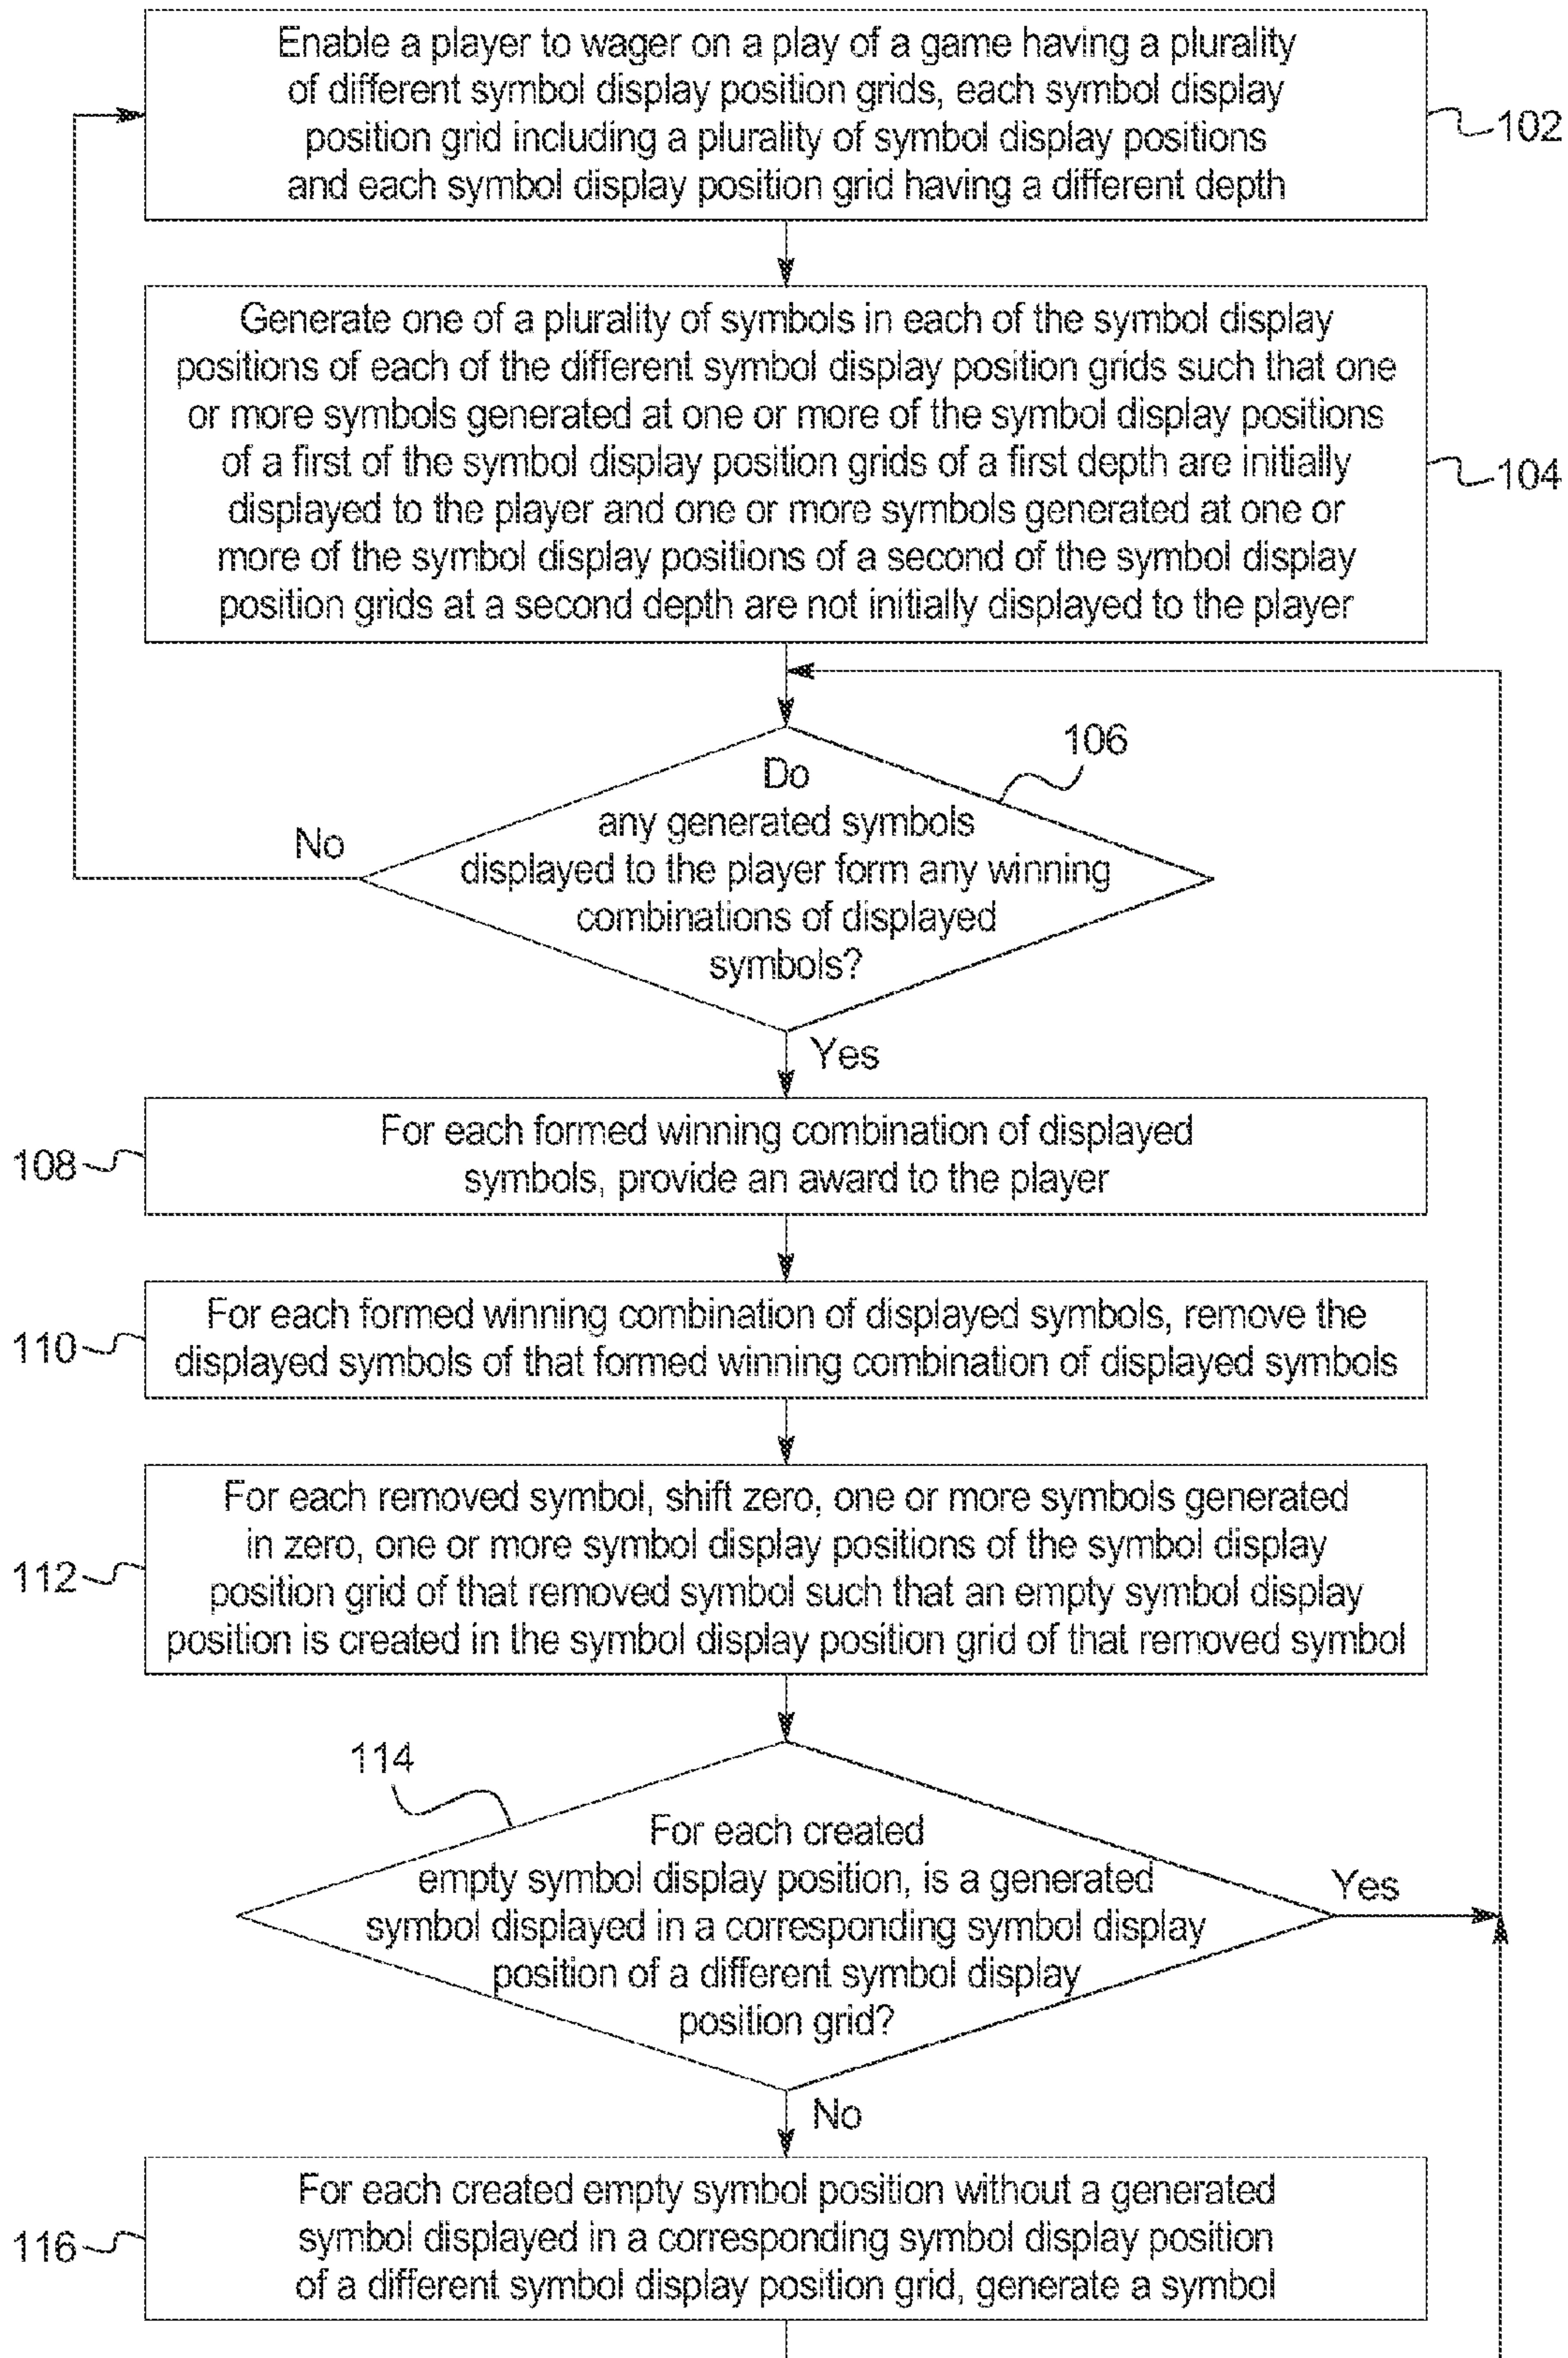 Enable a player to wager on a play of a game having a plurality
of different symbol display position grids, each symbol display
position grid including a plurality of symbol display positions
and each symbol display position grid having a different depth
102
Generate one of a plurality of symbols in each of the symbol display
positions of each of the different symbol display position grids such that one
or more symbols generated at one or more of the symbol display positions
of a first of the symbol display position grids of a first depth are initially
displayed to the player and one or more symbols generated at one or
more of the symbol display positions of a second of the symbol display
position grids at a second depth are not initially displayed to the player
104
106
Do
any generated symbols
displayed to the player form any winning
combinations of displayed
symbols?
No
Yes
For each formed winning combination of displayed
symbols, provide an award to the player
108
For each formed winning combination of displayed symbols, remove the
displayed symbols of that formed winning combination of displayed symbols
110
For each removed symbol, shift zero, one or more symbols generated
in zero, one or more symbol display positions of the symbol display
position grid of that removed symbol such that an empty symbol display
position is created in the symbol display position grid of that removed symbol
112
114
For each created
empty symbol display position, is a generated
symbol displayed in a corresponding symbol display
position of a different symbol display
position grid?
Yes
No
For each created empty symbol position without a generated
symbol displayed in a corresponding symbol display position
of a different symbol display position grid, generate a symbol
116